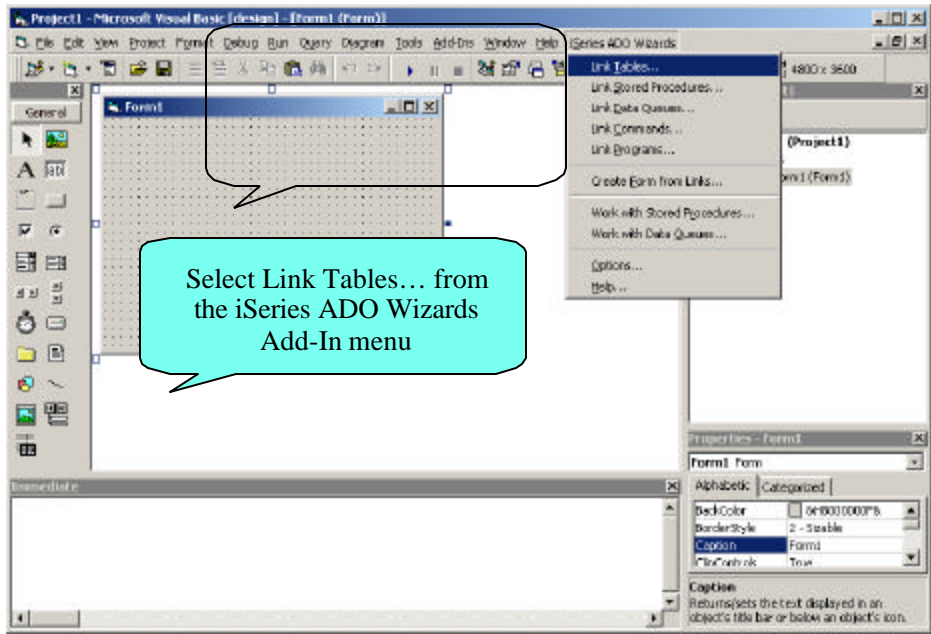 Project1 - Microsoft Visual Basic [design] - [Form1 (Form)]
File Edit View Project Format Debug Run Query Diagram Tools Add-Ins Window Help iSeries ADO Wizards
4800 x 3600
General
Form1
Link Tables...
Link Stored Procedures...
Link Data Queues...
Link Commands...
Link Programs...
Create Form from Links...
Work with Stored Procedures...
Work with Data Queues...
Options...
Help...
(Project1)
(Form1)
Select Link Tables… from
the iSeries ADO Wizards
Add-In menu
Properties - Form1
Form1 Form
Alphabetic Categorized
BackColor
BorderStyle 2 - Sizable
Caption Form1
ClipControls True
Caption
Returns/sets the text displayed in an
object's title bar or below an object's icon.
Immediate